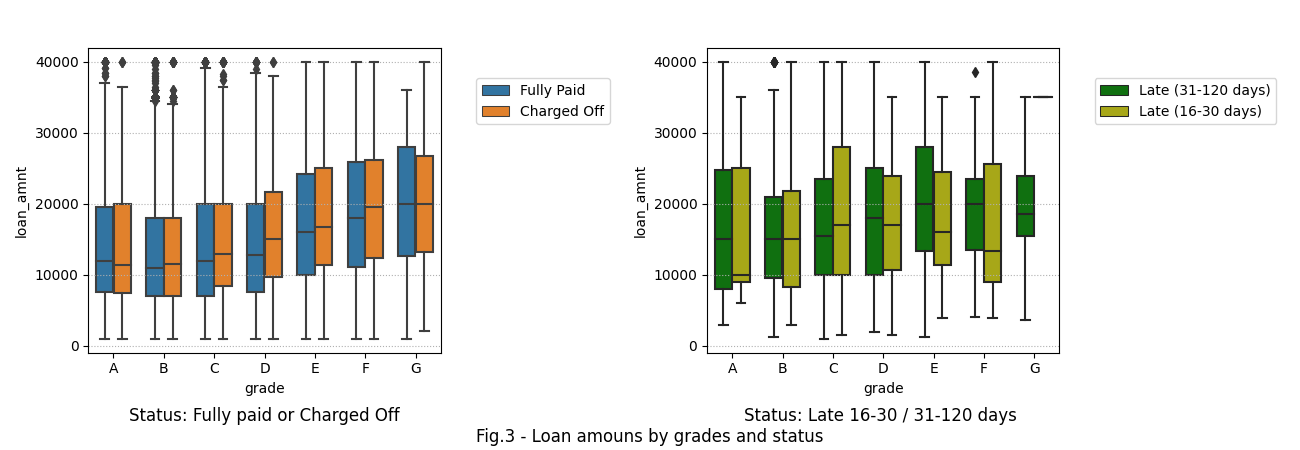 40000
30000
20000
10000
0
loan_amnt
A B C D E F G
grade
Fully Paid
Charged Off
Status: Fully paid or Charged Off
40000
30000
20000
10000
0
loan_amnt
A B C D E F G
grade
Late (31-120 days)
Late (16-30 days)
Status: Late 16-30 / 31-120 days
Fig.3 - Loan amouns by grades and status